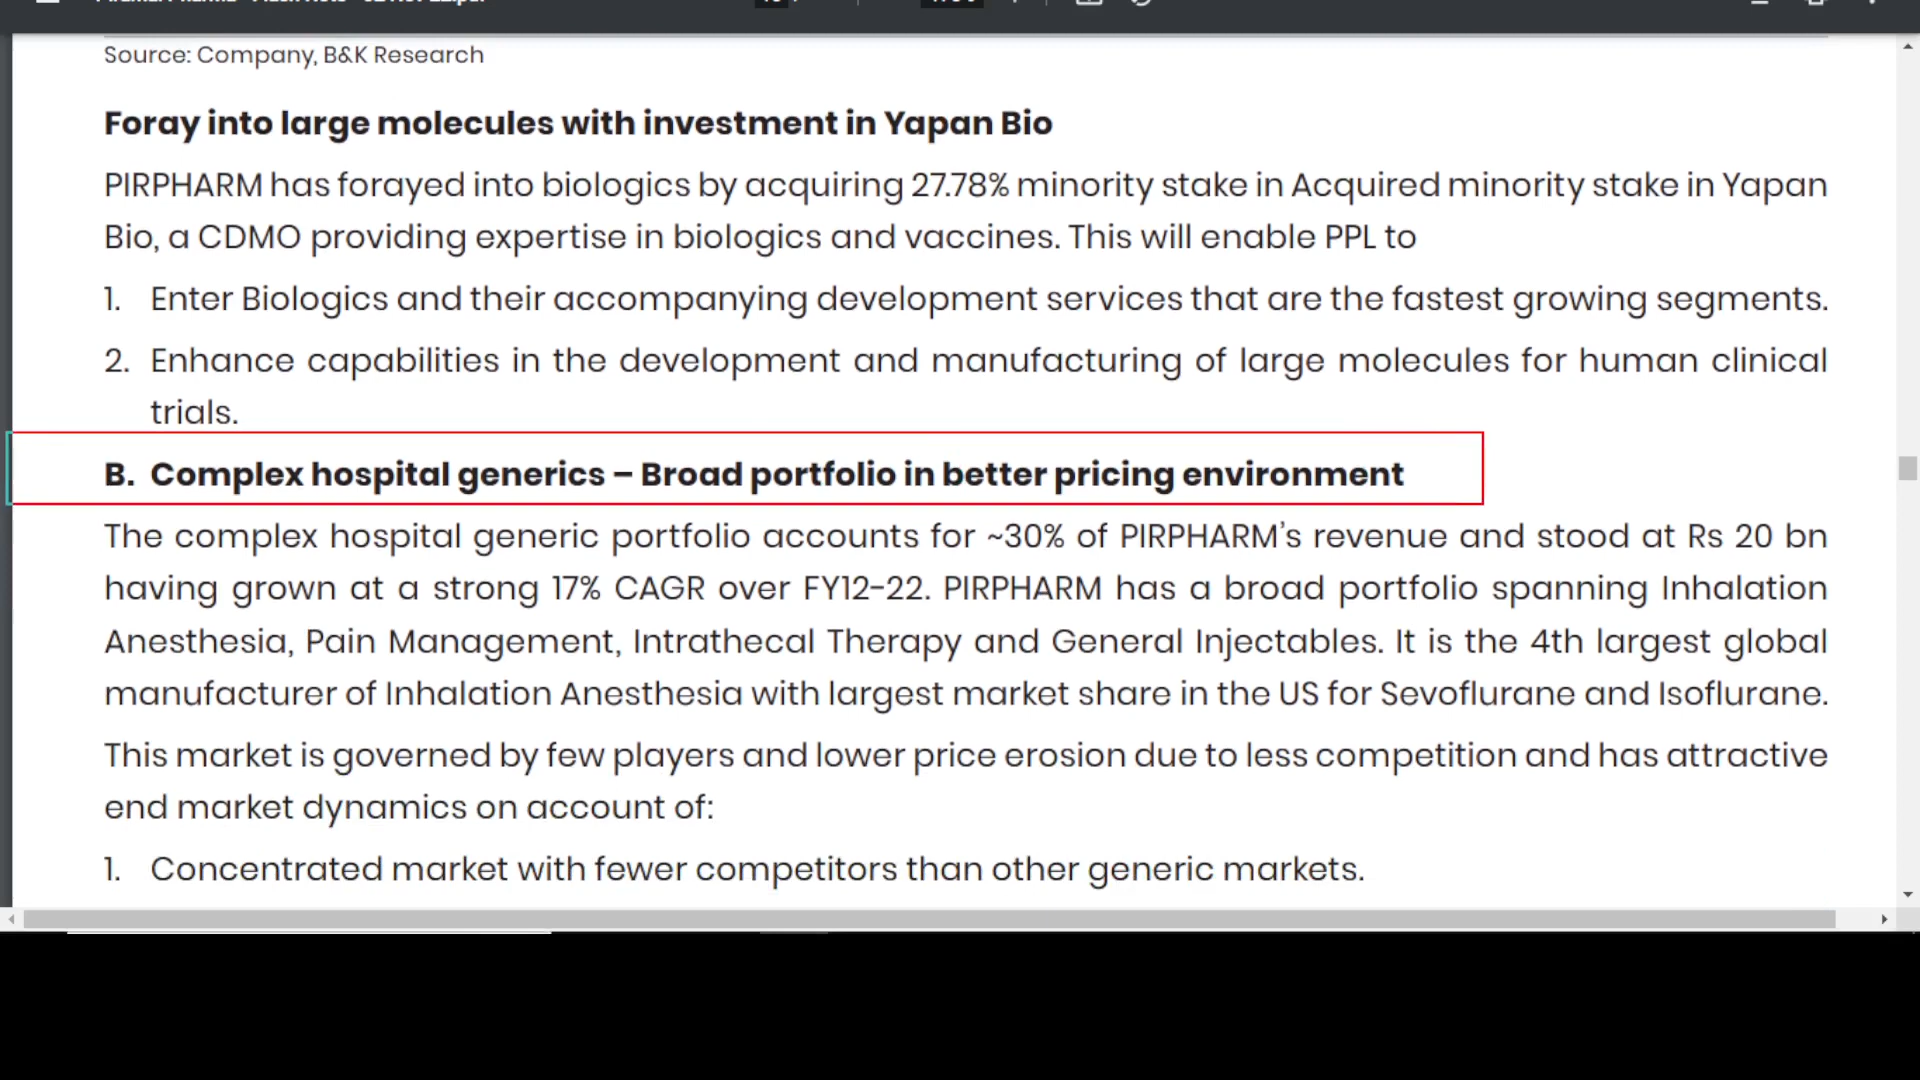 Source: Company, B&K Research
Foray into large molecules with investment in Yapan Bio
PIRPHARM has forayed into biologics by acquiring 27.78% minority stake in Acquired minority stake in Yapan
Bio, a CDMO providing expertise in biologics and vaccines. This will enable PPL to
1. Enter Biologics and their accompanying development services that are the fastest growing segments.
2. Enhance capabilities in the development and manufacturing of large molecules for human clinical
trials.
B. Complex hospital generics – Broad portfolio in better pricing environment
The complex hospital generic portfolio accounts for ~30% of PIRPHARM's revenue and stood at Rs 20 bn
having grown at a strong 17% CAGR over FY12-22. PIRPHARM has a broad portfolio spanning Inhalation
Anesthesia, Pain Management, Intrathecal Therapy and General Injectables. It is the 4th largest global
manufacturer of Inhalation Anesthesia with largest market share in the US for Sevoflurane and Isoflurane.
This market is governed by few players and lower price erosion due to less competition and has attractive
end market dynamics on account of:
1. Concentrated market with fewer competitors than other generic markets.